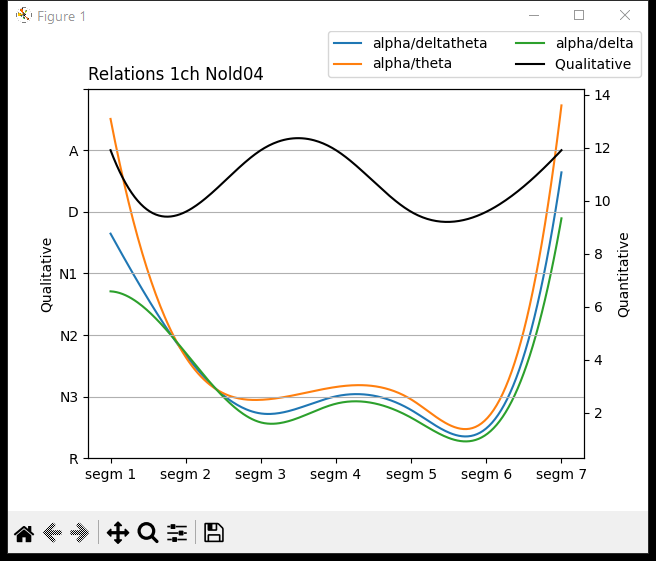 Figure 1
alpha/deltatheta
alpha/delta
alpha/theta
Qualitative
Relations 1ch Nold04
A
D
N1
N2
N3
R
Qualitative
14
12
10
8
6
4
2
Quantitative
segm 1
segm 2
segm 3
segm 4
segm 5
segm 6
segm 7